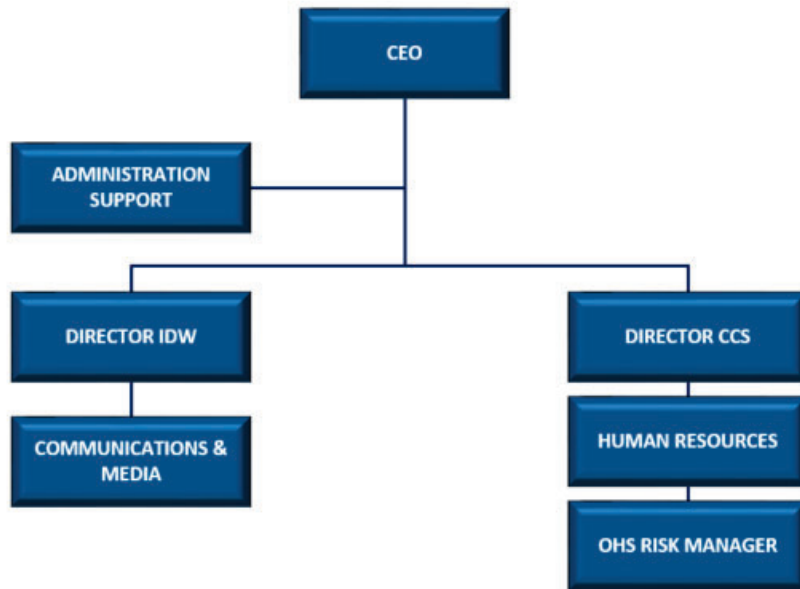 CEO
ADMINISTRATION
SUPPORT
DIRECTOR IDW
DIRECTOR CCS
COMMUNICATIONS &
MEDIA
HUMAN RESOURCES
OHS RISK MANAGER